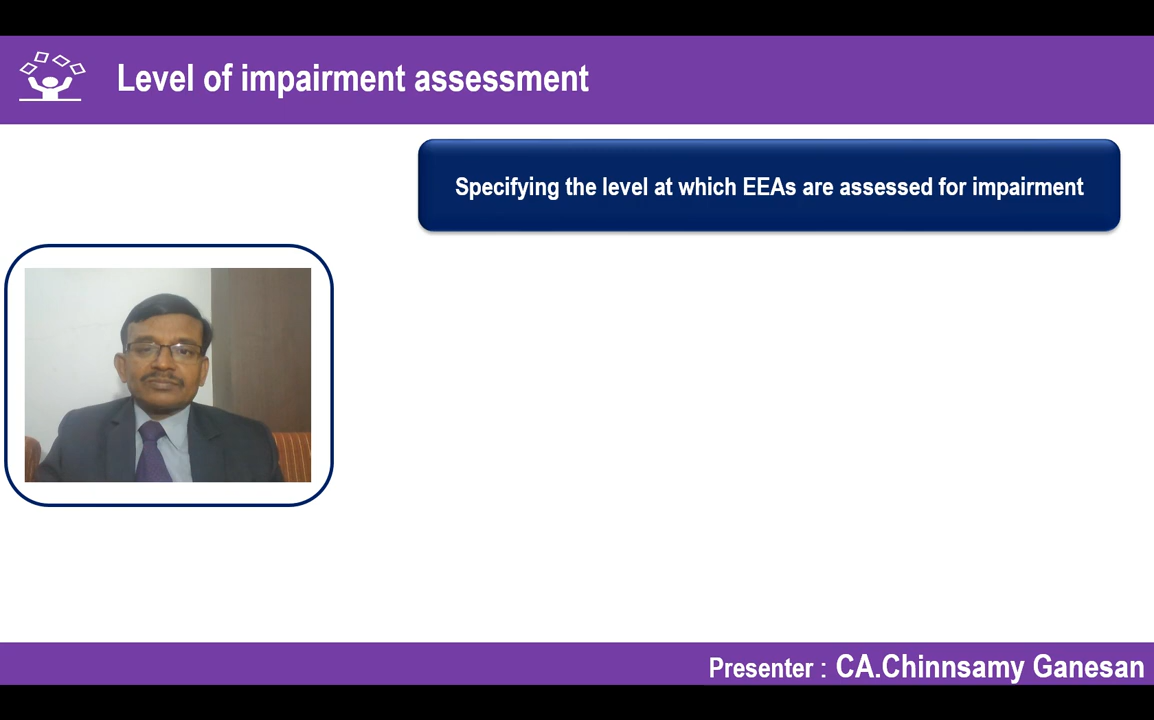 Level of impairment assessment
Specifying the level at which EEAs are assessed for impairment
Presenter : CA.Chinnsamy Ganesan